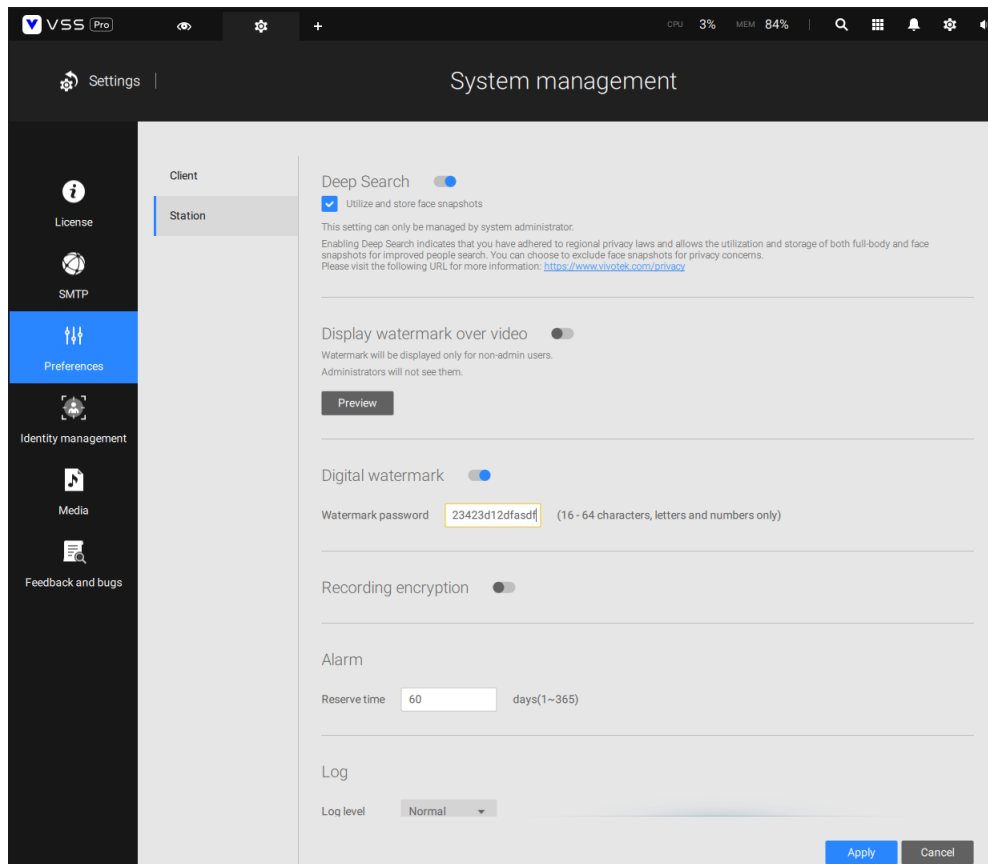 VSS Pro
+
CPU 3% MEM 84%
Settings
System management
License
SMTP
Preferences
Identity management
Media
Feedback and bugs
Client
Station
Deep Search
Utilize and store face snapshots
This setting can only be managed by system administrator.
Enabling Deep Search indicates that you have adhered to regional privacy laws and allows the utilization and storage of both full-body and face
snapshots for improved people search. You can choose to exclude face snapshots for privacy concerns.
Please visit the following URL for more information: https://www.vivotek.com/privacy
Display watermark over video
Watermark will be displayed only for non-admin users.
Administrators will not see them.
Preview
Digital watermark
Watermark password 23423d12dfasdf (16 - 64 characters, letters and numbers only)
Recording encryption
Alarm
Reserve time 60 days(1~365)
Log
Log level Normal
Apply Cancel